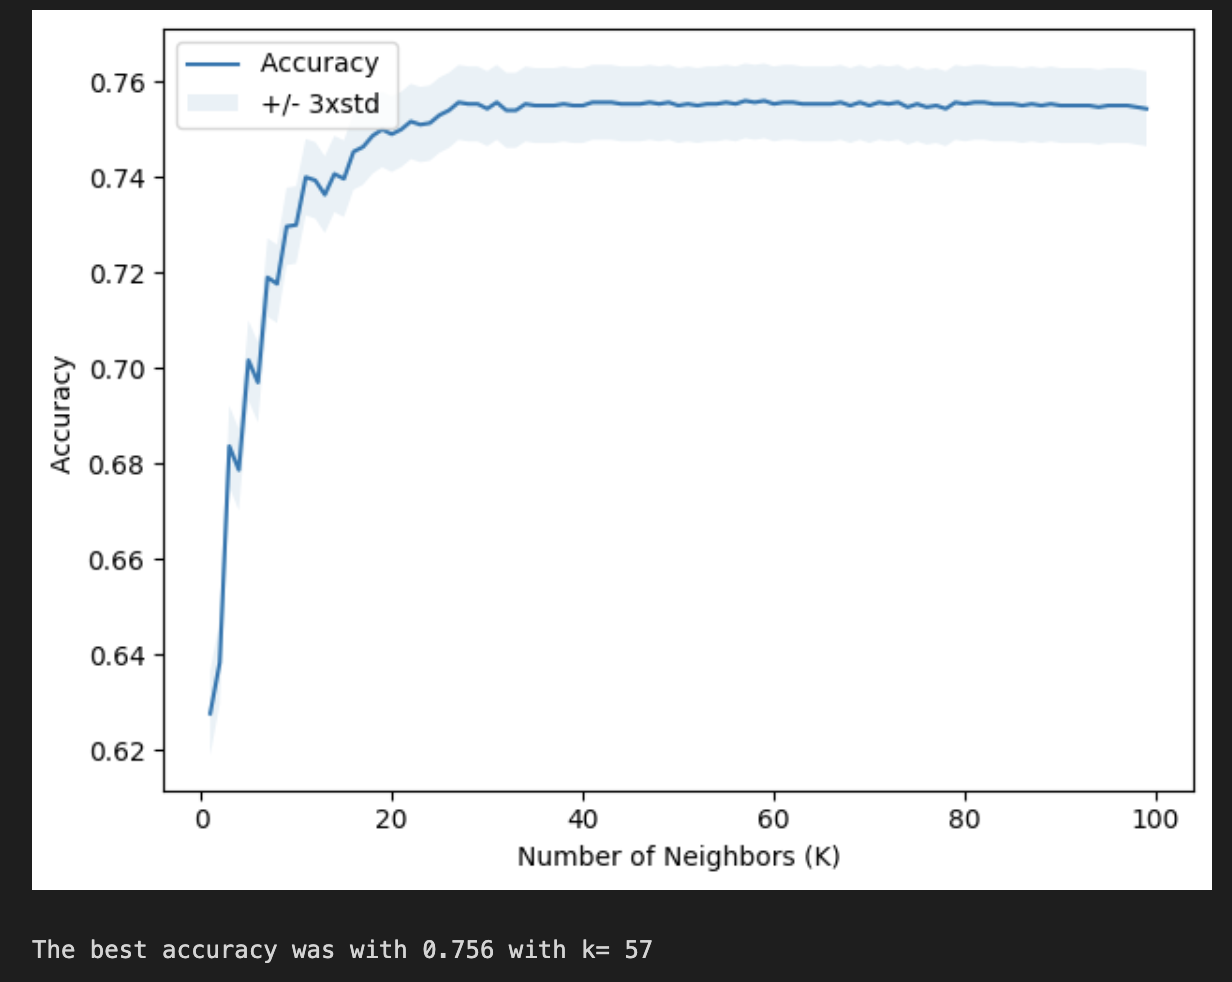 Accuracy
+/- 3xstd
0.76
0.74
0.72
0.70
0.68
0.66
0.64
0.62
Accuracy
0 20 40 60 80 100
Number of Neighbors (K)
The best accuracy was with 0.756 with k= 57